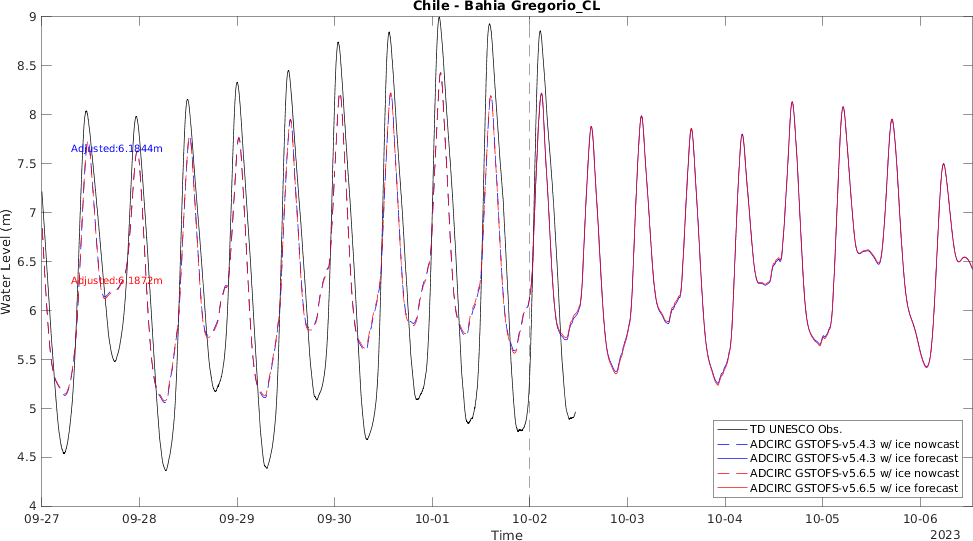 Chile - Bahia Gregorio_CL
9
8.5
8
7.5
7
6.5
6
5.5
5
4.5
4
Water Level (m)
Adjusted:6.1844m
Adjusted:6.1872m
TD UNESCO Obs.
ADCIRC GSTOFS-v5.4.3 w/ ice nowcast
ADCIRC GSTOFS-v5.4.3 w/ ice forecast
ADCIRC GSTOFS-v5.6.5 w/ ice nowcast
ADCIRC GSTOFS-v5.6.5 w/ ice forecast
09-27 09-28 09-29 09-30 10-01 10-02 10-03 10-04 10-05 10-06
Time
2023